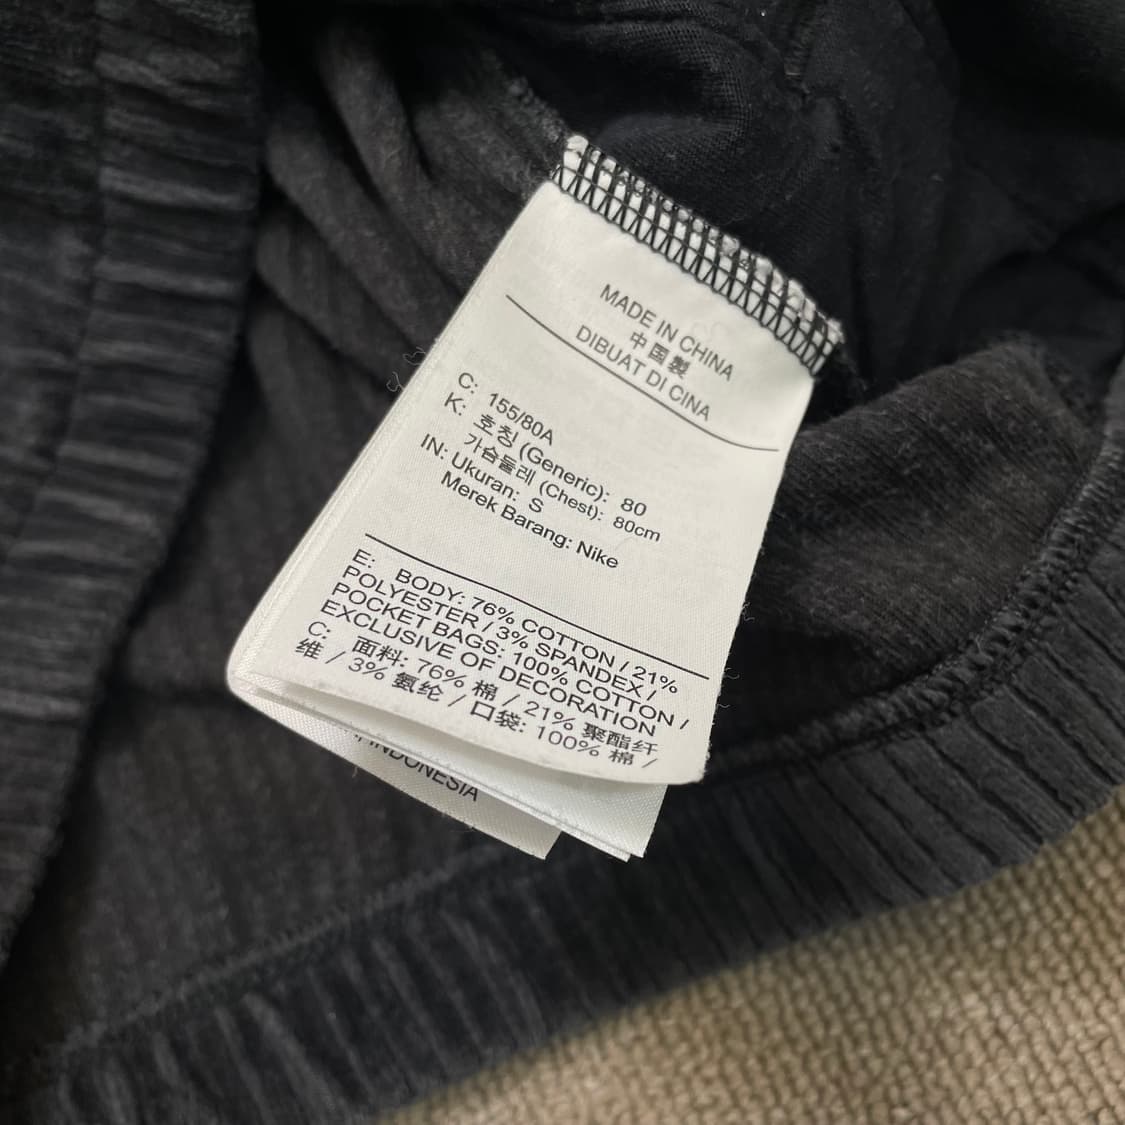 MADE IN CHINA
中国製
DIBUAT DI CINA
C: 155/80A
K: 호칭 (Generic): 80
가슴둘레 (Chest): 80cm
IN: Ukuran: S
Merek Barang: Nike
E: BODY: 76% COTTON / 21%
POLYESTER / 3% SPANDEX /
POCKET BAGS: 100% COTTON /
EXCLUSIVE OF DECORATION
C: 面料: 76% 棉 / 21% 聚酯纤
维 / 3% 氨纶 / 口袋: 100% 棉 /
INDONESIA